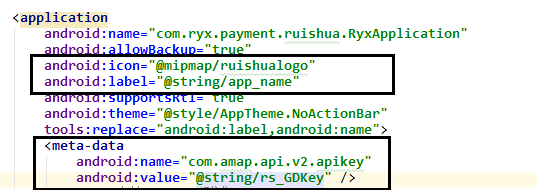 <application
android:name="com.ryx.payment.ruishua.RyxApplication"
android:allowBackup="true"
android:icon="@mipmap/ruishualogo"
android:label="@string/app_name"
android:supportsRtl="true"
android:theme="@style/AppTheme.NoActionBar"
tools:replace="android:label,android:name">
<meta-data
android:name="com.amap.api.v2.apikey"
android:value="@string/rs_GDKey" />